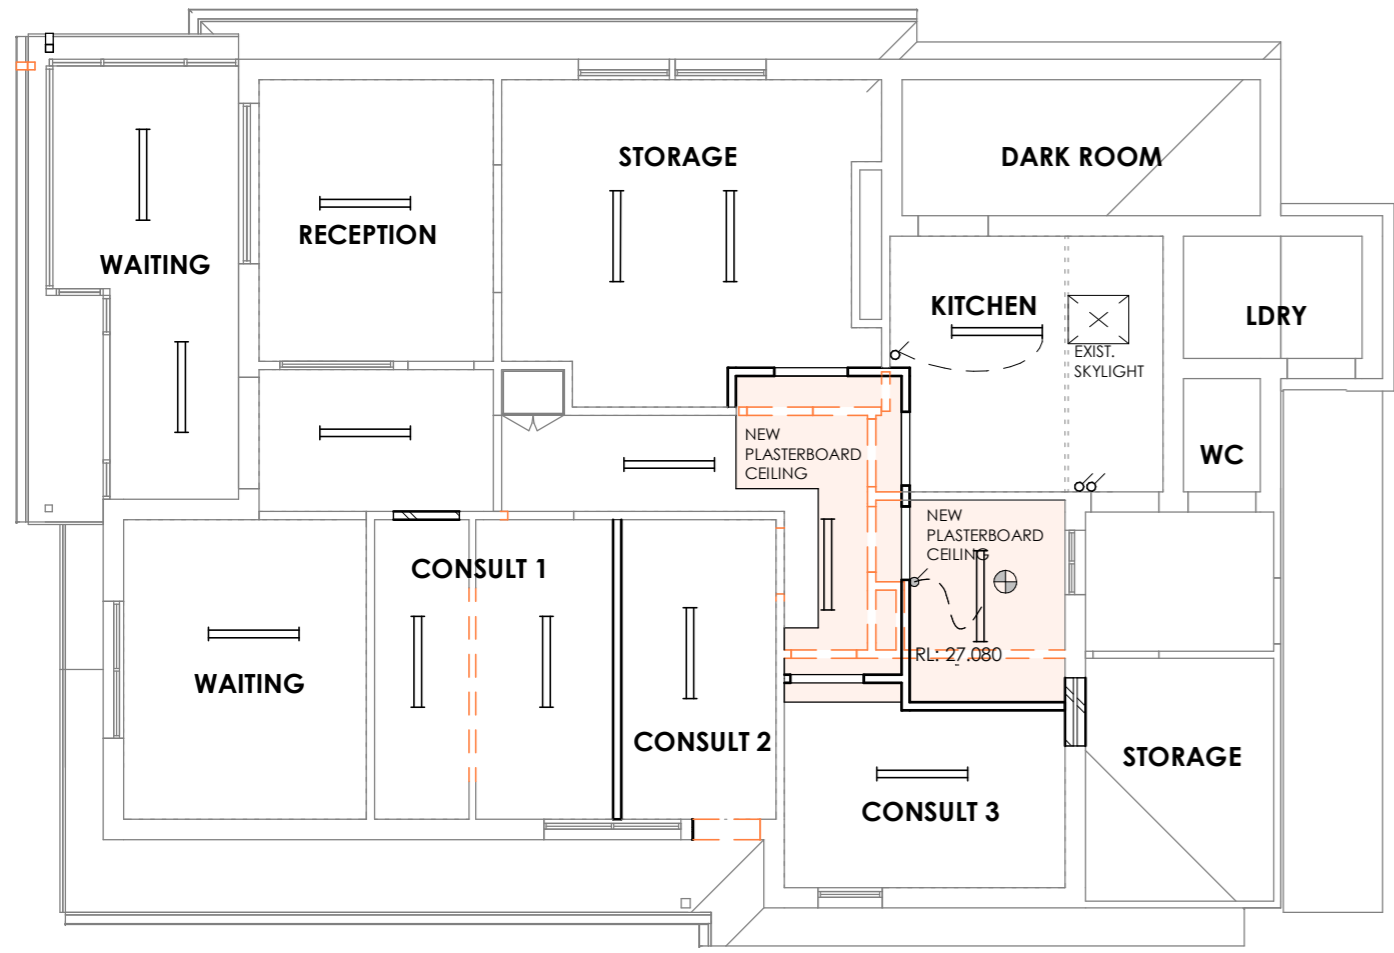 STORAGE
DARK ROOM
RECEPTION
WAITING
KITCHEN
LDRY
EXIST.
SKYLIGHT
NEW
PLASTERBOARD
CEILING
WC
NEW
PLASTERBOARD
CEILING
CONSULT 1
RL: 27.080
WAITING
CONSULT 2
STORAGE
CONSULT 3